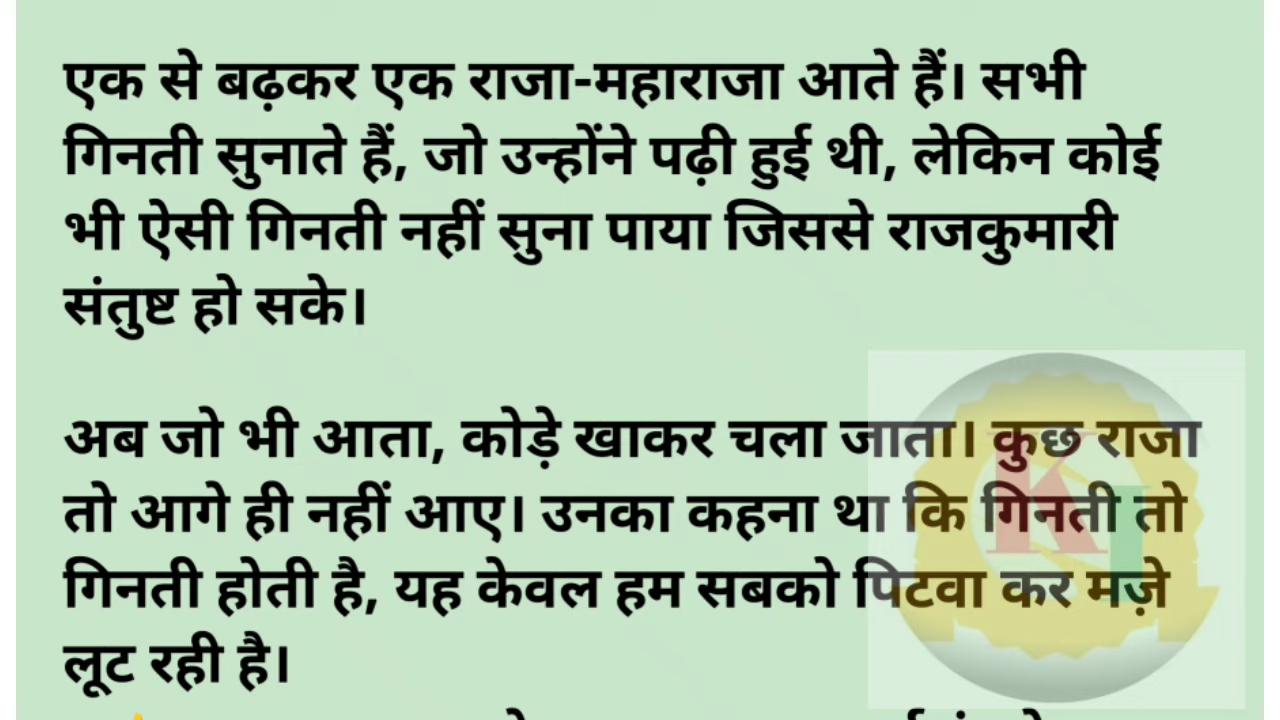 एक से बढ़कर एक राजा-महाराजा आते हैं। सभी
गिनती सुनाते हैं, जो उन्होंने पढ़ी हुई थी, लेकिन कोई
भी ऐसी गिनती नहीं सुना पाया जिससे राजकुमारी
संतुष्ट हो सके।
अब जो भी आता, कोड़े खाकर चला जाता। कुछ राजा
तो आगे ही नहीं आए। उनका कहना था कि गिनती तो
गिनती होती है, यह केवल हम सबको पिटवा कर मज़े
लूट रही है।